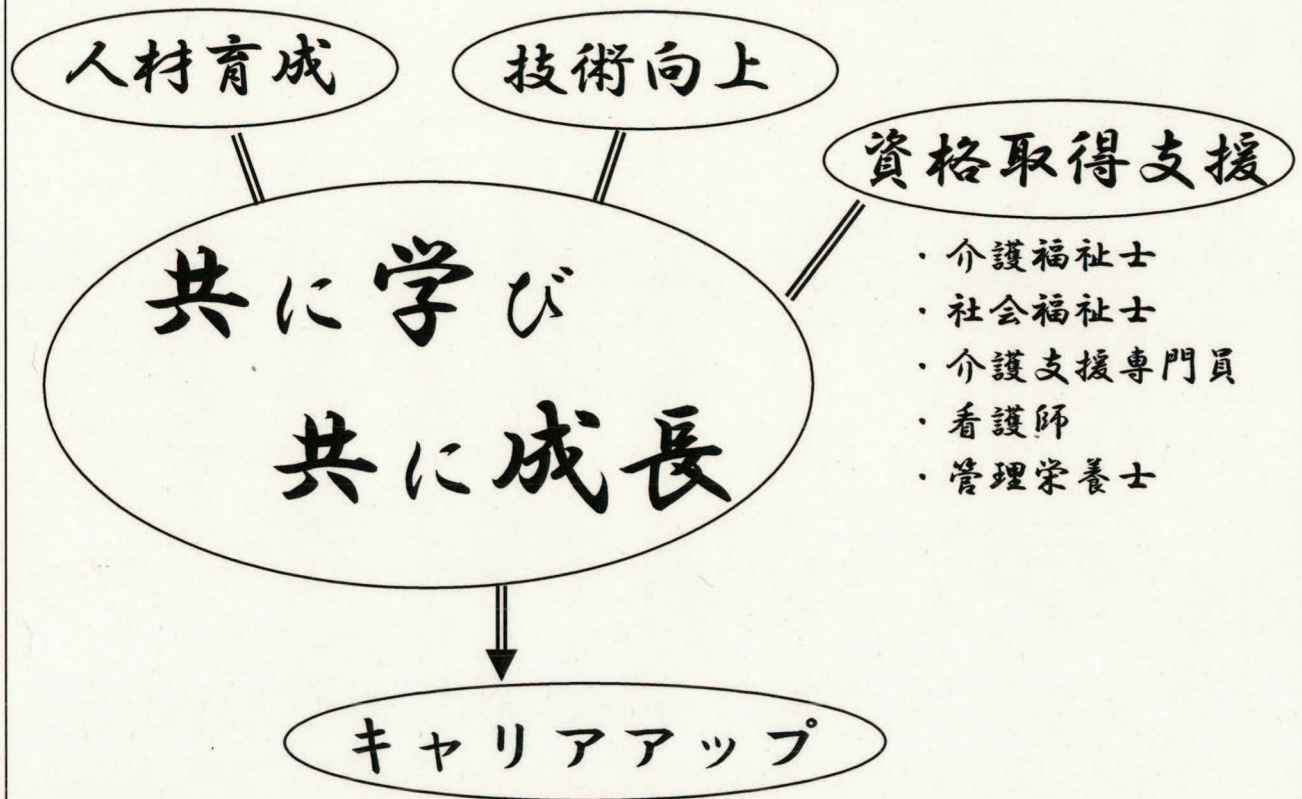 人材育成
技術向上
資格取得支援
・介護福祉士
・社会福祉士
・介護支援専門員
・看護師
・管理栄養士
共に学び
共に成長
キャリアアップ